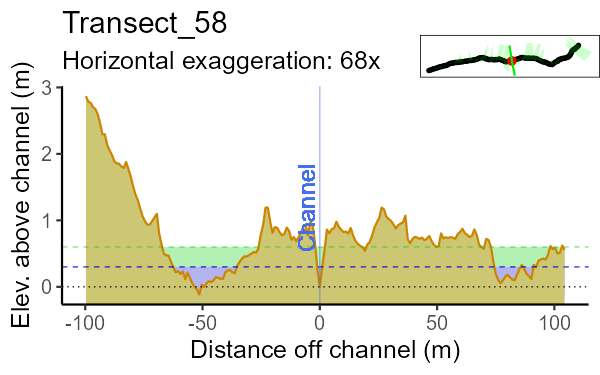 Transect_58
Horizontal exaggeration: 68x
Elev. above channel (m)
3
2
1
0
Channel
-100
-50
0
50
100
Distance off channel (m)